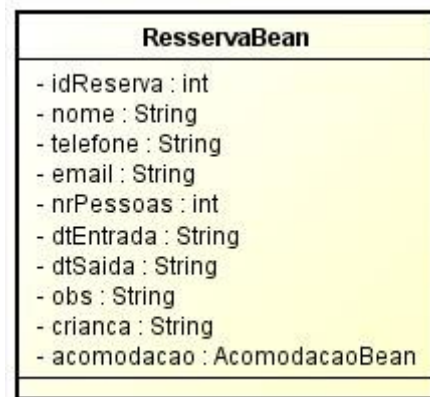 ResservaBean
- idReserva : int
- nome : String
- telefone : String
- email : String
- nrPessoas : int
- dtEntrada : String
- dtSaida : String
- obs : String
- crianca : String
- acomodacao : AcomodacaoBean